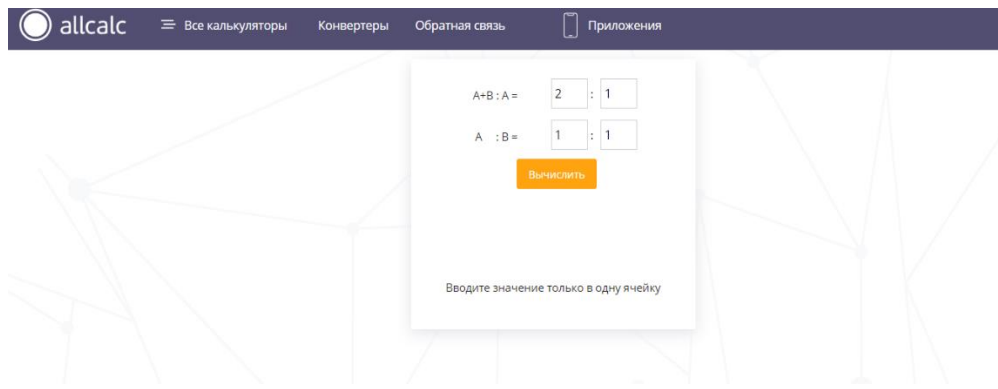 allcalc Все калькуляторы Конвертеры Обратная связь Приложения
A+B : A = 2 : 1
A : B = 1 : 1
Вычислить
Вводите значение только в одну ячейку